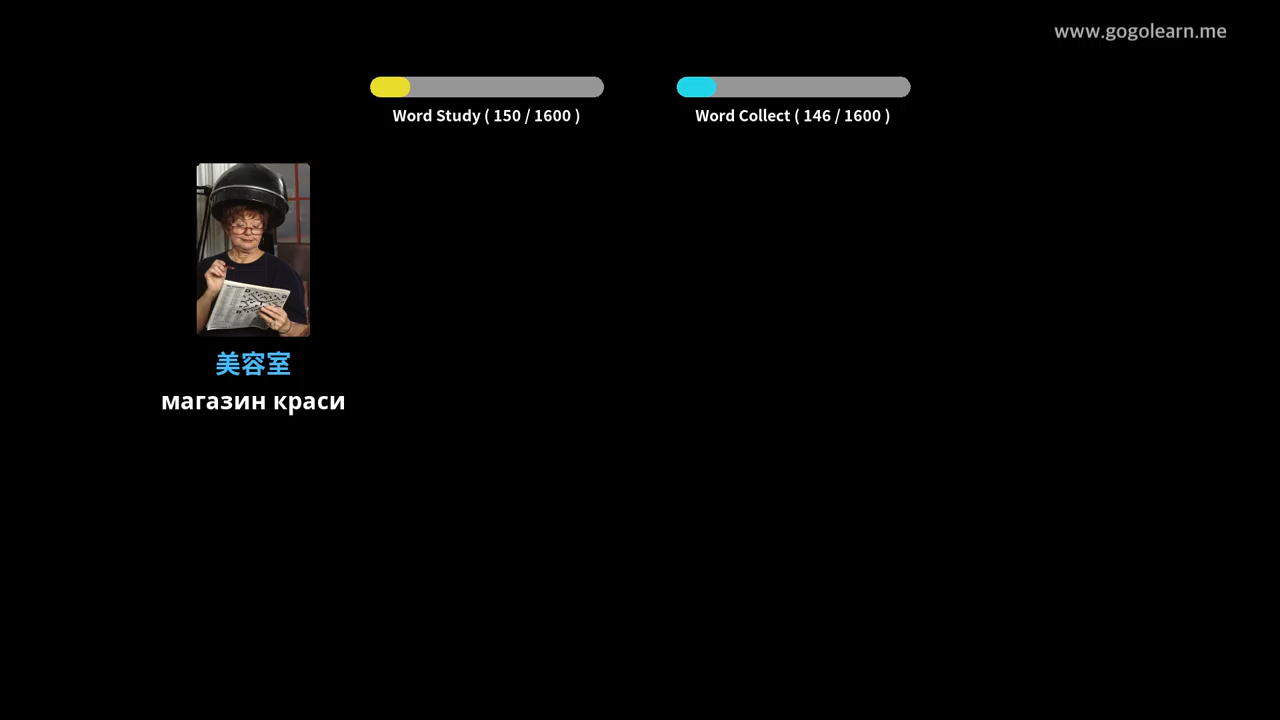 www.gogolearn.me
Word Study ( 150 / 1600 )
Word Collect ( 146 / 1600 )
美容室
магазин краси